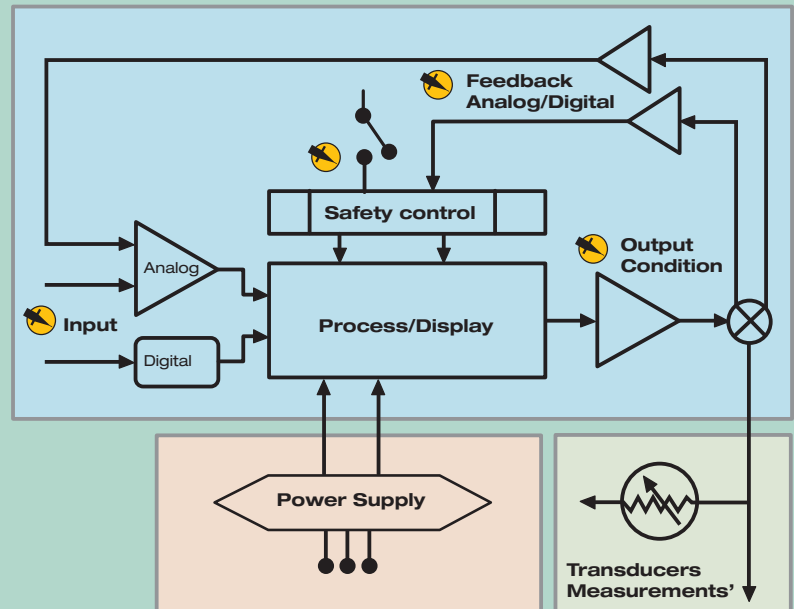 Feedback
Analog/Digital
Safety control
Analog
Output
Condition
Input
Process/Display
Digital
Power Supply
Transducers
Measurements’